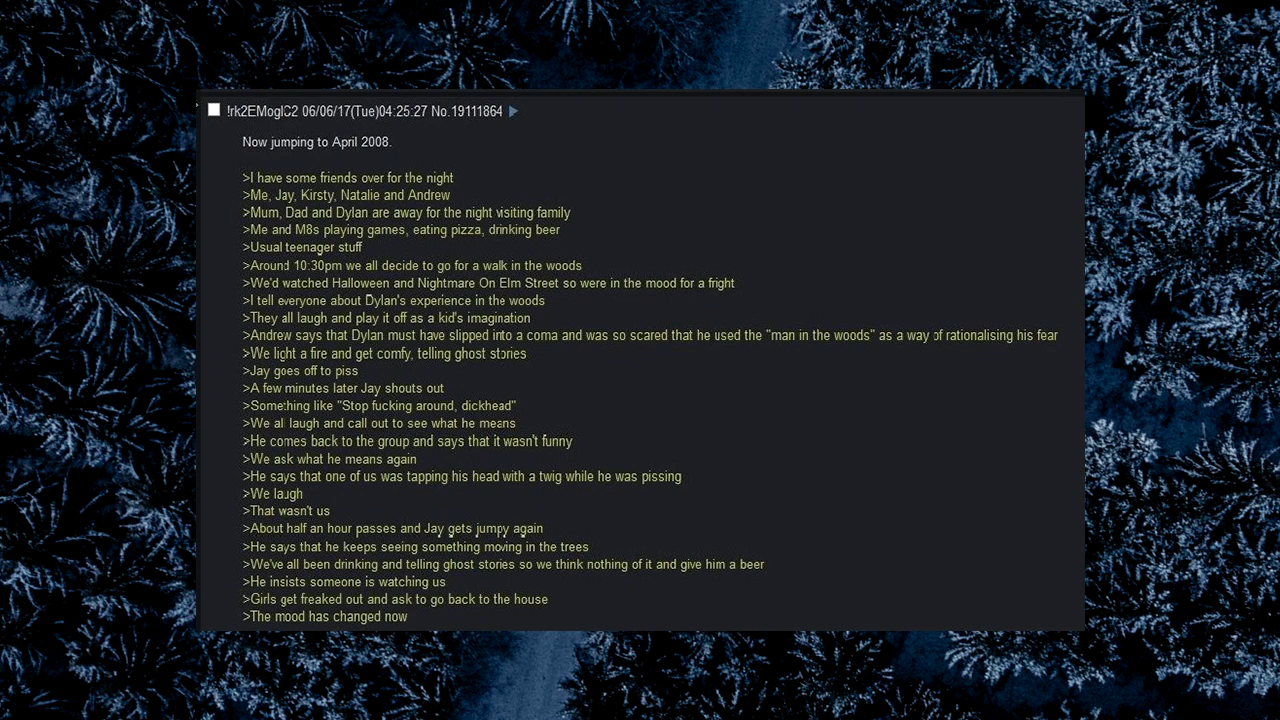 !rk2EMogIC2 06/06/17(Tue)04:25:27 No.19111864
Now jumping to April 2008.
>I have some friends over for the night
>Me, Jay, Kirsty, Natalie and Andrew
>Mum, Dad and Dylan are away for the night visiting family
>Me and M8s playing games, eating pizza, drinking beer
>Usual teenager stuff
>Around 10:30pm we all decide to go for a walk in the woods
>We'd watched Halloween and Nightmare On Elm Street so were in the mood for a fright
>I tell everyone about Dylan's experience in the woods
>They all laugh and play it off as a kid's imagination
>Andrew says that Dylan must have slipped into a coma and was so scared that he used the "man in the woods" as a way of rationalising his fear
>We light a fire and get comfy, telling ghost stories
>Jay goes off to piss
>A few minutes later Jay shouts out
>Something like "Stop fucking around, dickhead"
>We all laugh and call out to see what he means
>He comes back to the group and says that it wasn't funny
>We ask what he means again
>He says that one of us was tapping his head with a twig while he was pissing
>We laugh
>That wasn't us
>About half an hour passes and Jay gets jumpy again
>He says that he keeps seeing something moving in the trees
>We've all been drinking and telling ghost stories so we think nothing of it and give him a beer
>He insists someone is watching us
>Girls get freaked out and ask to go back to the house
>The mood has changed now